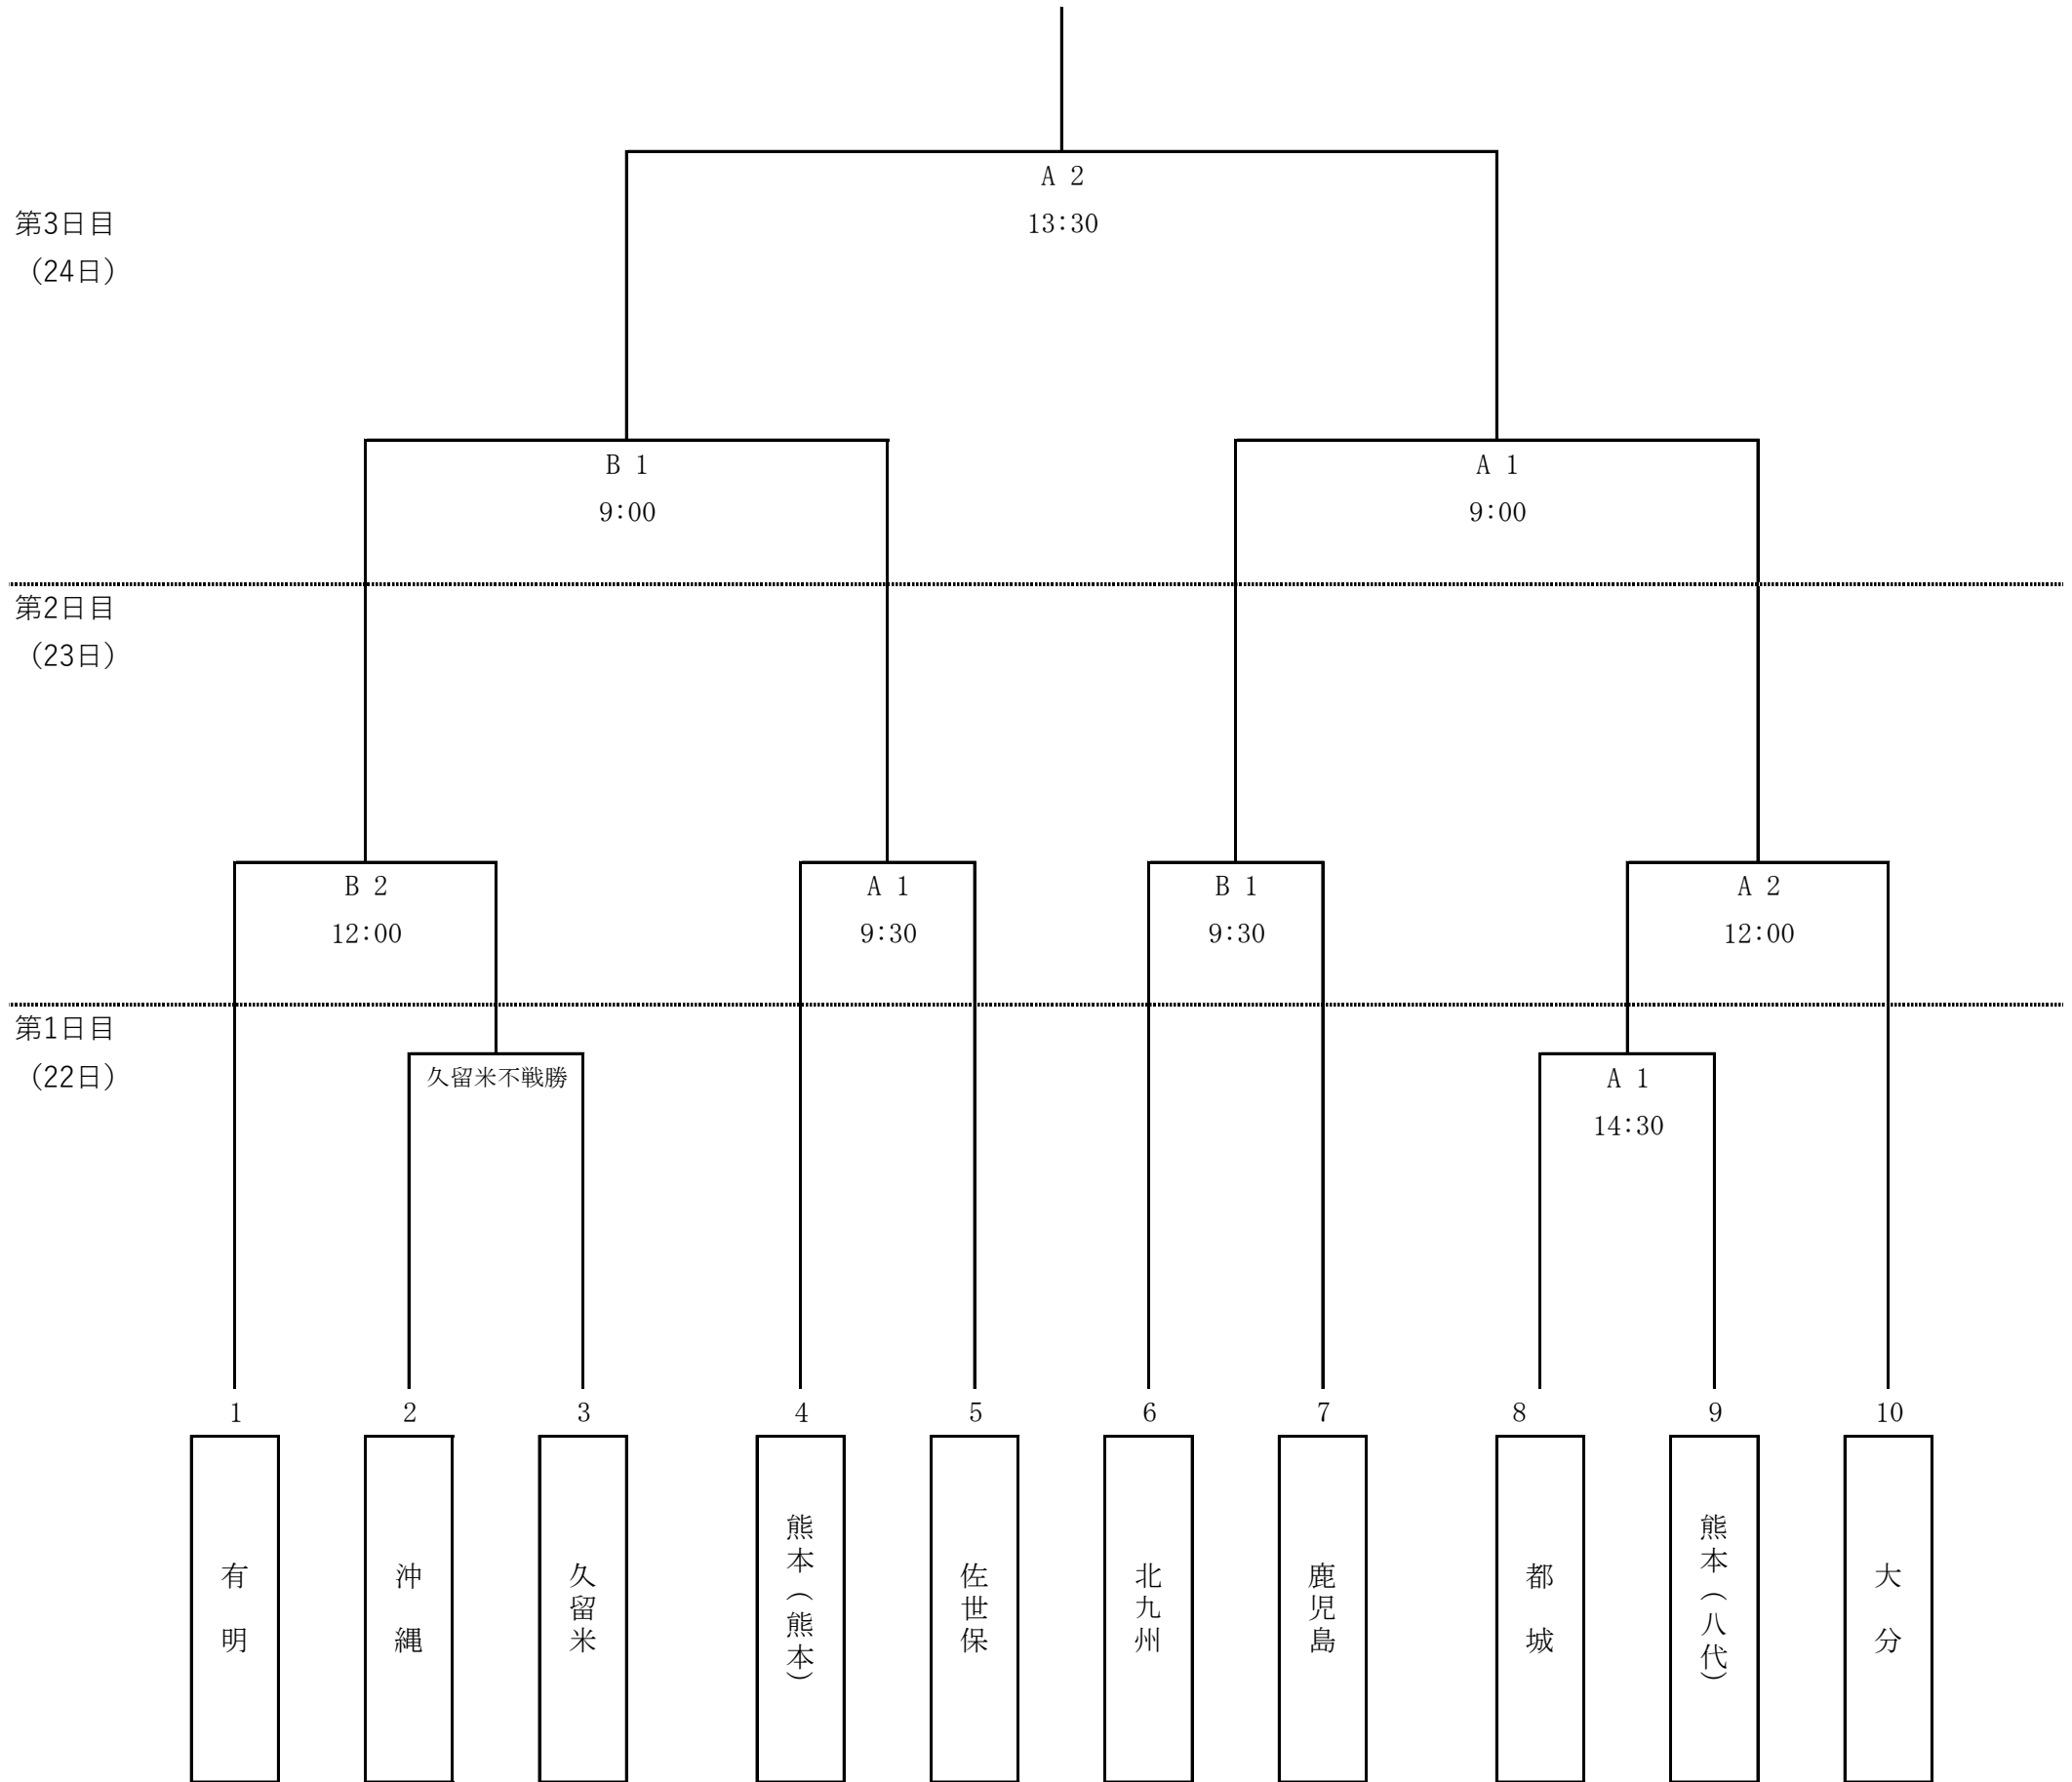 A 2
13:30
第3日目
(24日)
B 1
9:00
A 1
9:00
第2日目
(23日)
B 2
12:00
A 1
9:30
B 1
9:30
A 2
12:00
第1日目
(22日)
久留米不戦勝
A 1
14:30
1
2
3
4
5
6
7
8
9
10
有明
沖縄
久留米
熊本(熊本)
佐世保
北九州
鹿児島
都城
熊本(八代)
大分